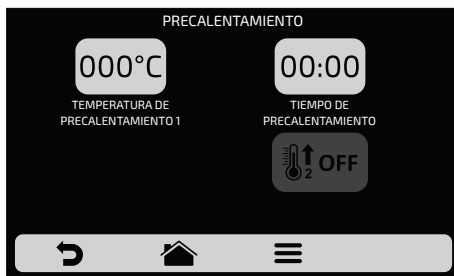 PRECALENTAMIENTO
000°C
00:00
TEMPERATURA DE
PRECALENTAMIENTO 1
TIEMPO DE
PRECALENTAMIENTO
2 OFF